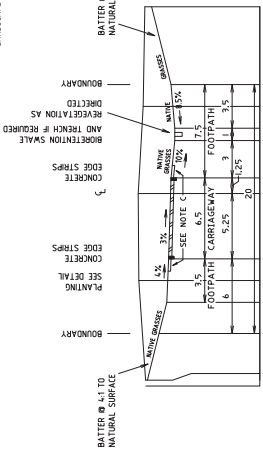 BATTER @ 4:1 TO
NATURAL SURFACE
BOUNDARY
PLANTING
SEE DETAIL
CONCRETE
EDGE STRIPS
CONCRETE
EDGE STRIPS
BIORETENTION SWALE
AND TRENCH IF REQUIRED
REVEGETATION AS
DIRECTED
BOUNDARY
BATTER @
NATURAL
NATIVE GRASSES
4%
3%
SEE NOTE C
NATIVE
GRASSES
10%
8.5%
NATIVE
GRASSES
3.5
6.5
7.5
FOOTPATH
CARRIAGEWAY
FOOTPATH
6
5.25
3
1
3.5
1.25
20